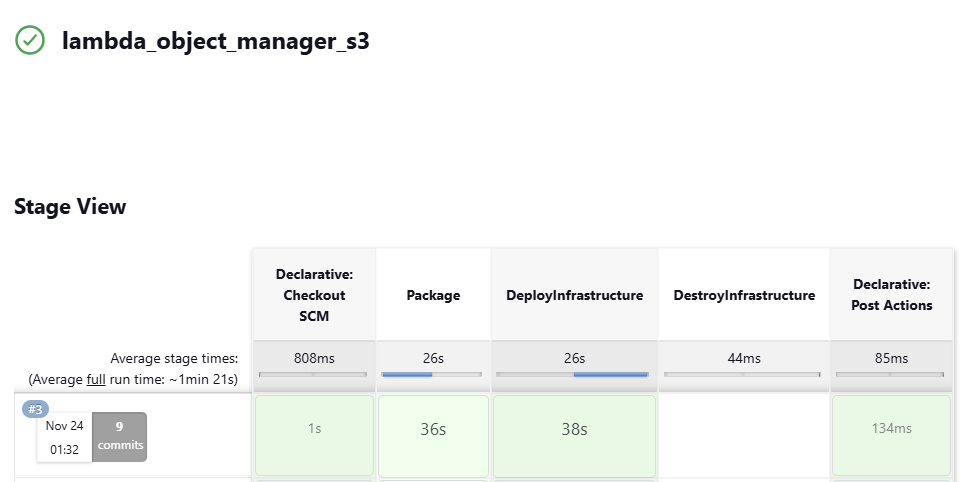 lambda_object_manager_s3
Stage View
Declarative:
Checkout
SCM
Package
DeployInfrastructure
DestroyInfrastructure
Declarative:
Post Actions
Average stage times:
808ms
26s
26s
44ms
85ms
(Average full run time: ~1min 21s)
#3
Nov 24
01:32
9
commits
1s
36s
38s
134ms